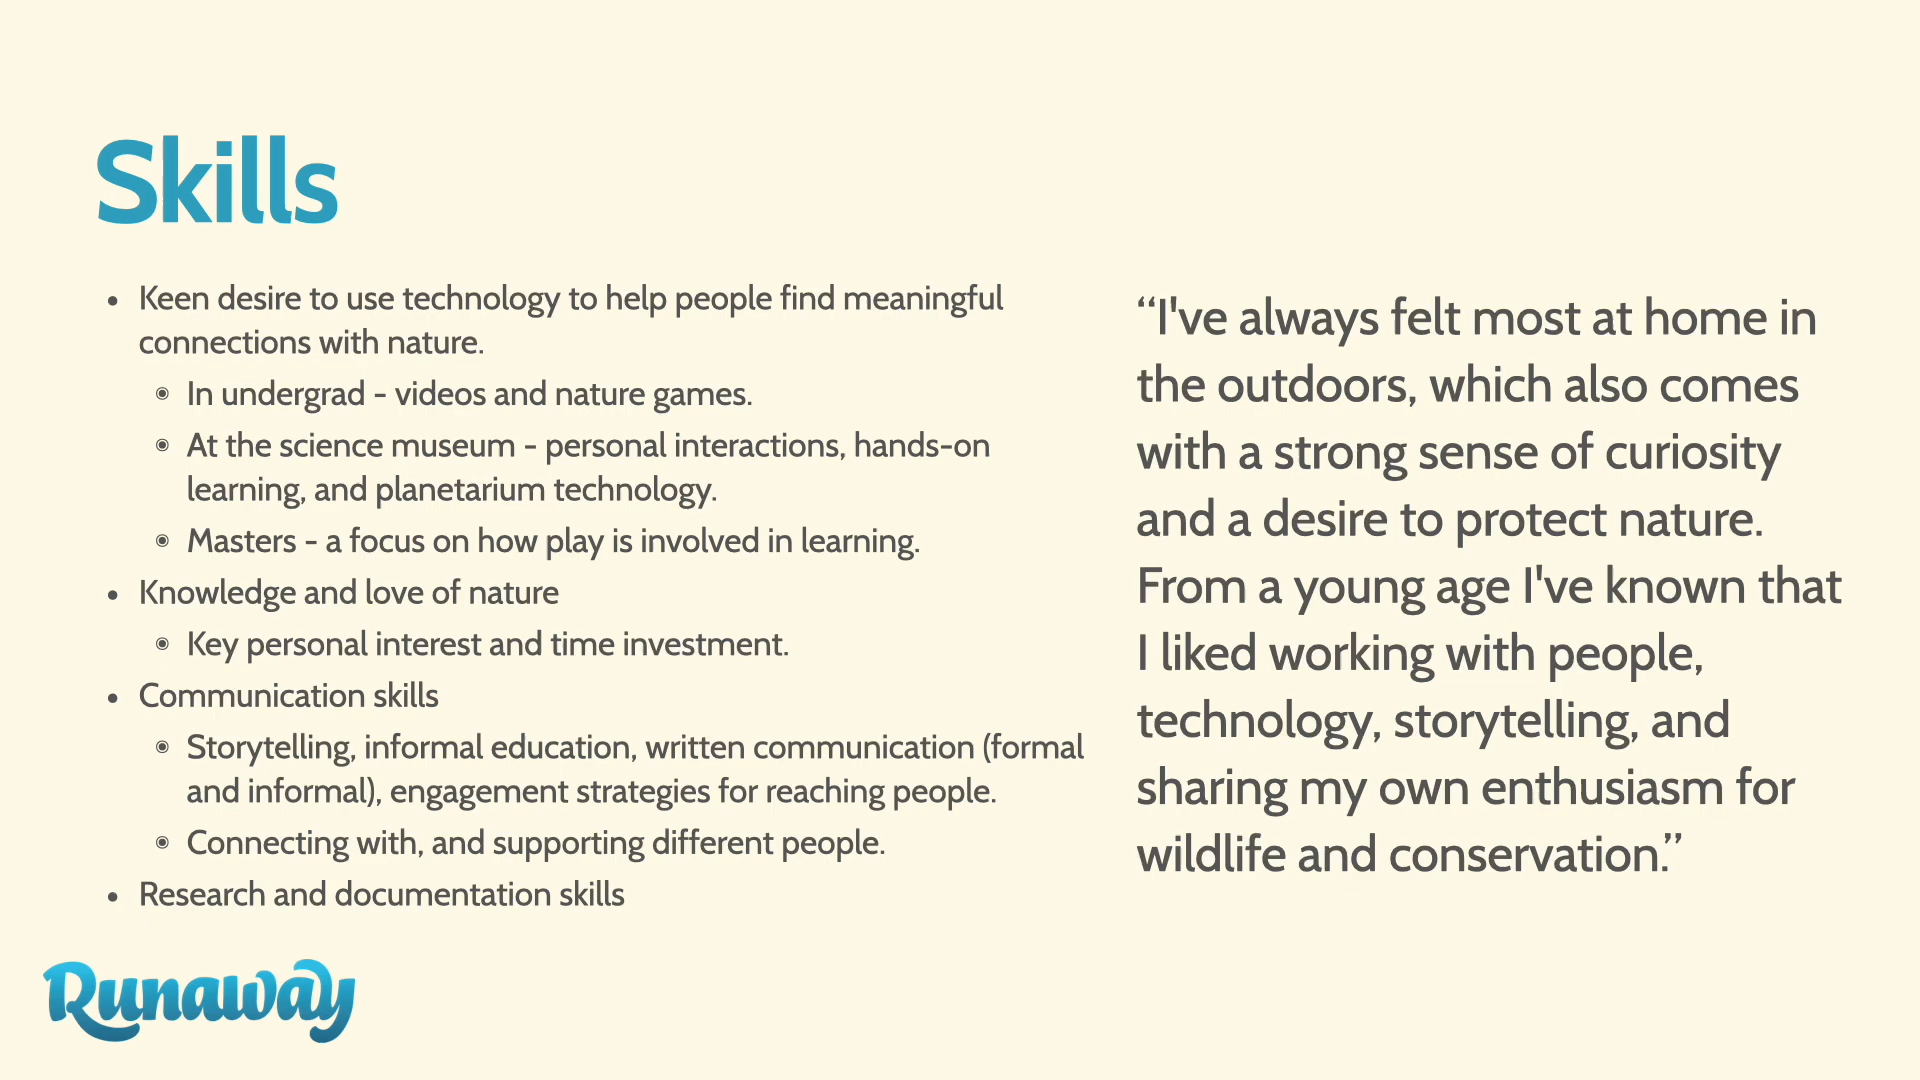 Skills
• Keen desire to use technology to help people find meaningful
connections with nature.
◉ In undergrad - videos and nature games.
◉ At the science museum - personal interactions, hands-on
learning, and planetarium technology.
◉ Masters - a focus on how play is involved in learning.
• Knowledge and love of nature
◉ Key personal interest and time investment.
• Communication skills
◉ Storytelling, informal education, written communication (formal
and informal), engagement strategies for reaching people.
◉ Connecting with, and supporting different people.
• Research and documentation skills
“I've always felt most at home in
the outdoors, which also comes
with a strong sense of curiosity
and a desire to protect nature.
From a young age I've known that
I liked working with people,
technology, storytelling, and
sharing my own enthusiasm for
wildlife and conservation.”
Runaway